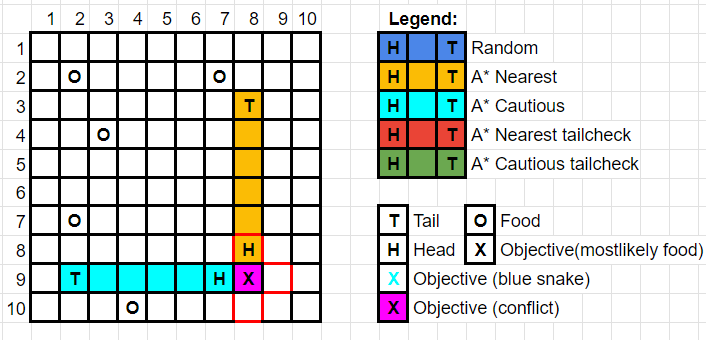 1 2 3 4 5 6 7 8 9 10 Legend:
1 H T Random
2 O O H T A* Nearest
3 T H T A* Cautious
4 O H T A* Nearest tailcheck
5 H T A* Cautious tailcheck
6
7 O T Tail O Food
8 H H Head X Objective(mostlikely food)
9 T H X X Objective (blue snake)
10 O X Objective (conflict)